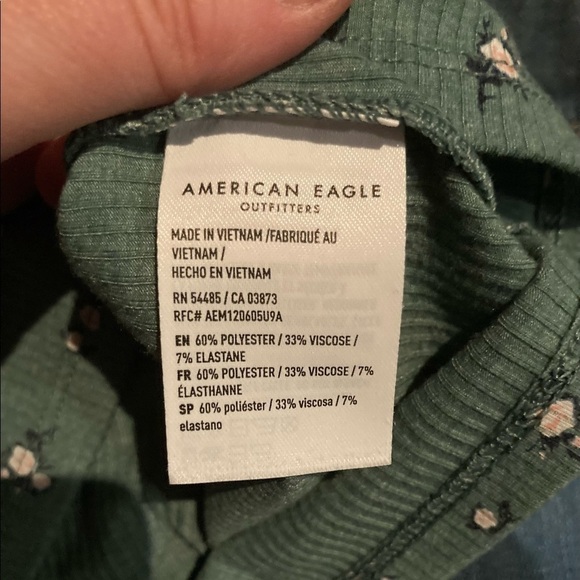 AMERICAN EAGLE
OUTFITTERS
MADE IN VIETNAM /FABRIQUÉ AU
VIETNAM /
HECHO EN VIETNAM
RN 54485 / CA 03873
RFC# AEM120605U9A
EN 60% POLYESTER / 33% VISCOSE /
7% ELASTANE
FR 60% POLYESTER / 33% VISCOSE / 7%
ÉLASTHANNE
SP 60% poliéster / 33% viscosa / 7%
elastano